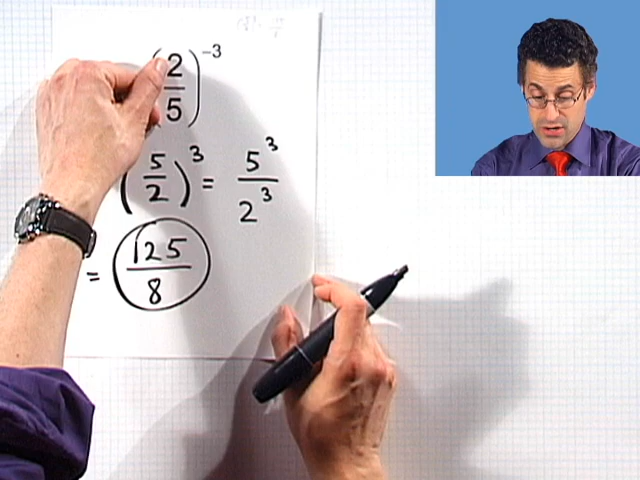 (2/5)^-3
(5/2)^3 = 5^3/2^3
= 125/8